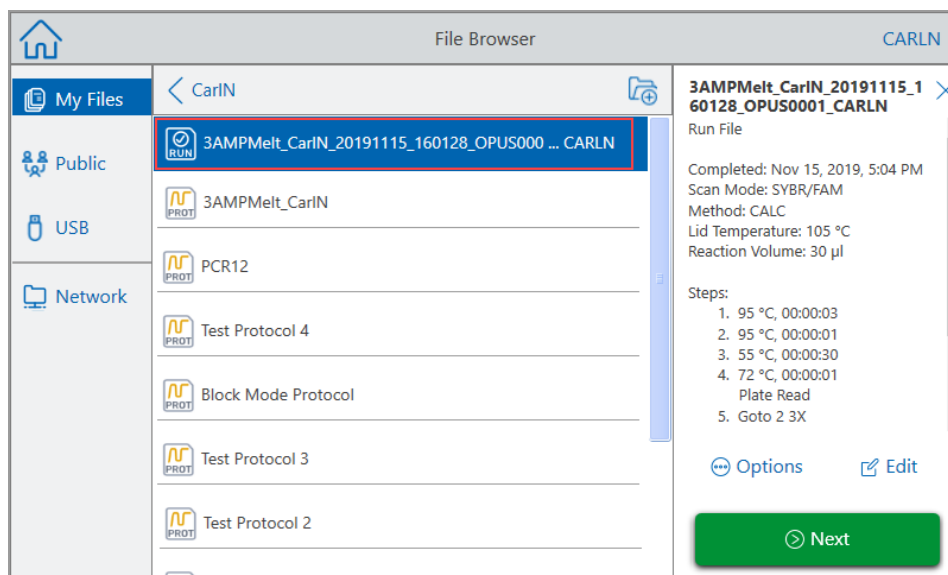 File Browser
CARLN
My Files
Public
USB
Network
CarIN
RUN
3AMPMelt_CarIN_20191115_160128_OPUS000 ... CARLN
PROT
3AMPMelt_CarIN
PROT
PCR12
PROT
Test Protocol 4
PROT
Block Mode Protocol
PROT
Test Protocol 3
PROT
Test Protocol 2
3AMPMelt_CarIN_20191115_1
60128_OPUS0001_CARLN
Run File
Completed: Nov 15, 2019, 5:04 PM
Scan Mode: SYBR/FAM
Method: CALC
Lid Temperature: 105 °C
Reaction Volume: 30 µl
Steps:
1. 95 °C, 00:00:03
2. 95 °C, 00:00:01
3. 55 °C, 00:00:30
4. 72 °C, 00:00:01
Plate Read
5. Goto 2 3X
Options
Edit
Next